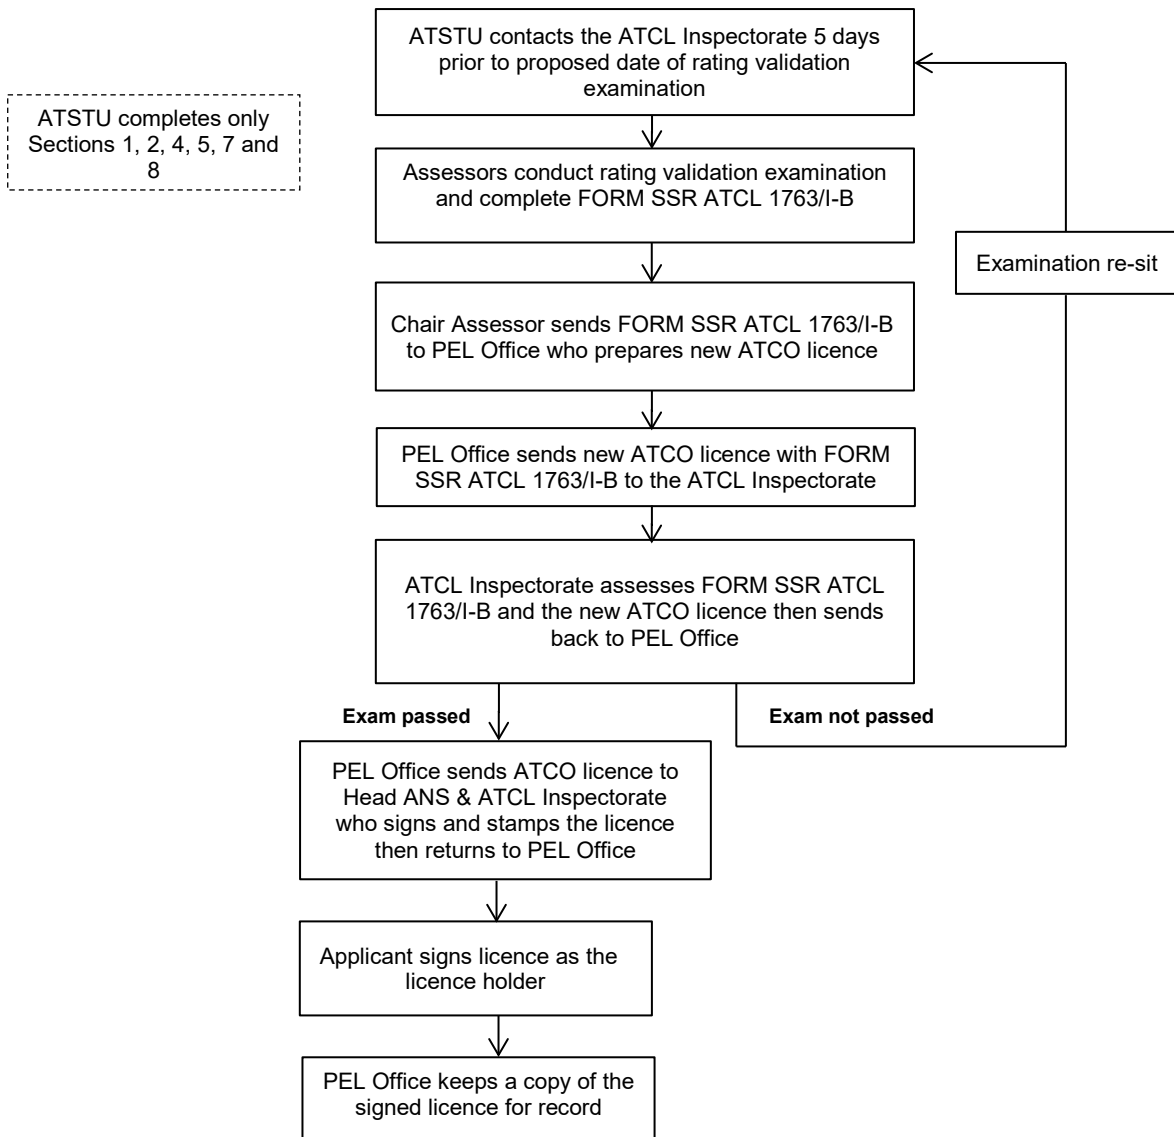 ATSTU contacts the ATCL Inspectorate 5 days
prior to proposed date of rating validation
examination
ATSTU completes only
Sections 1, 2, 4, 5, 7 and
8
Assessors conduct rating validation examination
and complete FORM SSR ATCL 1763/I-B
Examination re-sit
Chair Assessor sends FORM SSR ATCL 1763/I-B
to PEL Office who prepares new ATCO licence
PEL Office sends new ATCO licence with FORM
SSR ATCL 1763/I-B to the ATCL Inspectorate
ATCL Inspectorate assesses FORM SSR ATCL
1763/I-B and the new ATCO licence then sends
back to PEL Office
Exam passed
Exam not passed
PEL Office sends ATCO licence to
Head ANS & ATCL Inspectorate
who signs and stamps the licence
then returns to PEL Office
Applicant signs licence as the
licence holder
PEL Office keeps a copy of the
signed licence for record